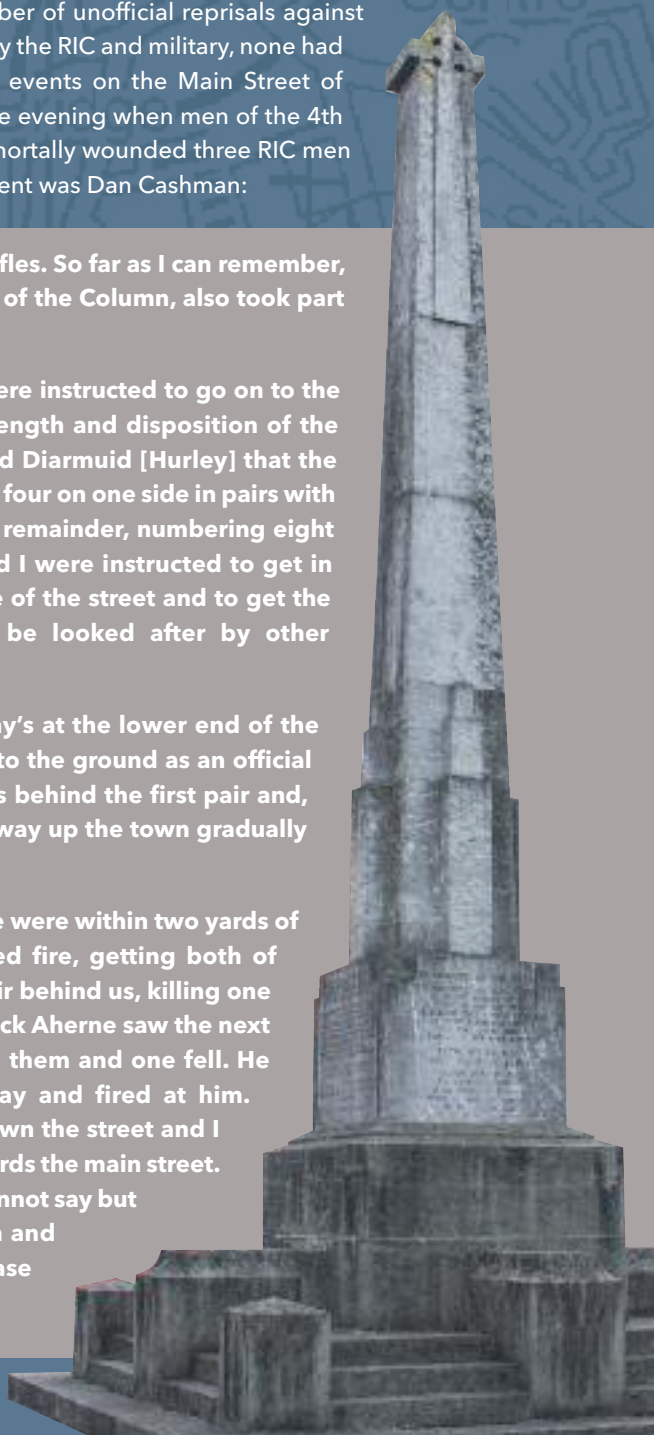 ber of unofficial reprisals against
y the RIC and military, none had
events on the Main Street of
e evening when men of the 4th
mortally wounded three RIC men
ent was Dan Cashman:
fles. So far as I can remember,
of the Column, also took part
ere instructed to go on to the
ength and disposition of the
d Diarmuid [Hurley] that the
four on one side in pairs with
remainder, numbering eight
d I were instructed to get in
e of the street and to get the
be looked after by other
ay’s at the lower end of the
to the ground as an official
s behind the first pair and,
way up the town gradually
e were within two yards of
ed fire, getting both of
ir behind us, killing one
ck Aherne saw the next
them and one fell. He
ay and fired at him.
wn the street and I
rds the main street.
nnot say but
n and
ase